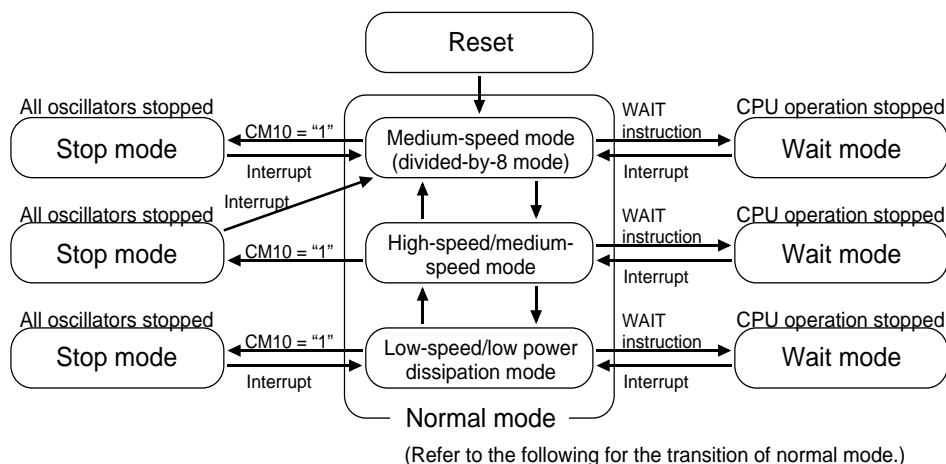 Reset
All oscillators stopped
Stop mode
CM10 = “1”
Interrupt
Medium-speed mode
(divided-by-8 mode)
WAIT
instruction
Interrupt
CPU operation stopped
Wait mode
Interrupt
All oscillators stopped
Stop mode
CM10 = “1”
High-speed/medium-
speed mode
WAIT
instruction
Interrupt
CPU operation stopped
Wait mode
All oscillators stopped
Stop mode
CM10 = “1”
Interrupt
Low-speed/low power
dissipation mode
WAIT
instruction
Interrupt
CPU operation stopped
Wait mode
Normal mode
(Refer to the following for the transition of normal mode.)